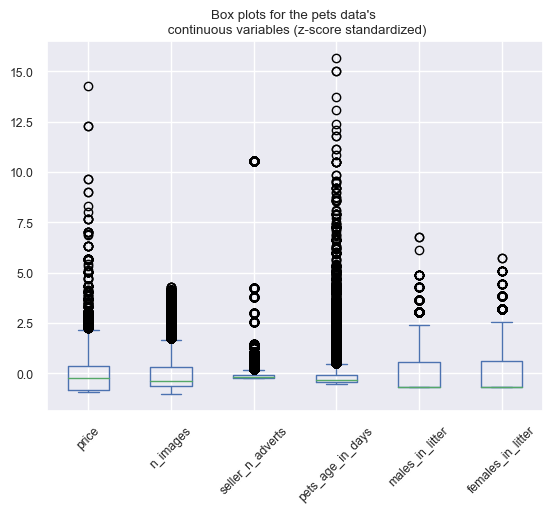 Box plots for the pets data's
continuous variables (z-score standardized)
15.0
12.5
10.0
7.5
5.0
2.5
0.0
price
n_images
seller_n_adverts
pets_age_in_days
males_in_litter
females_in_litter